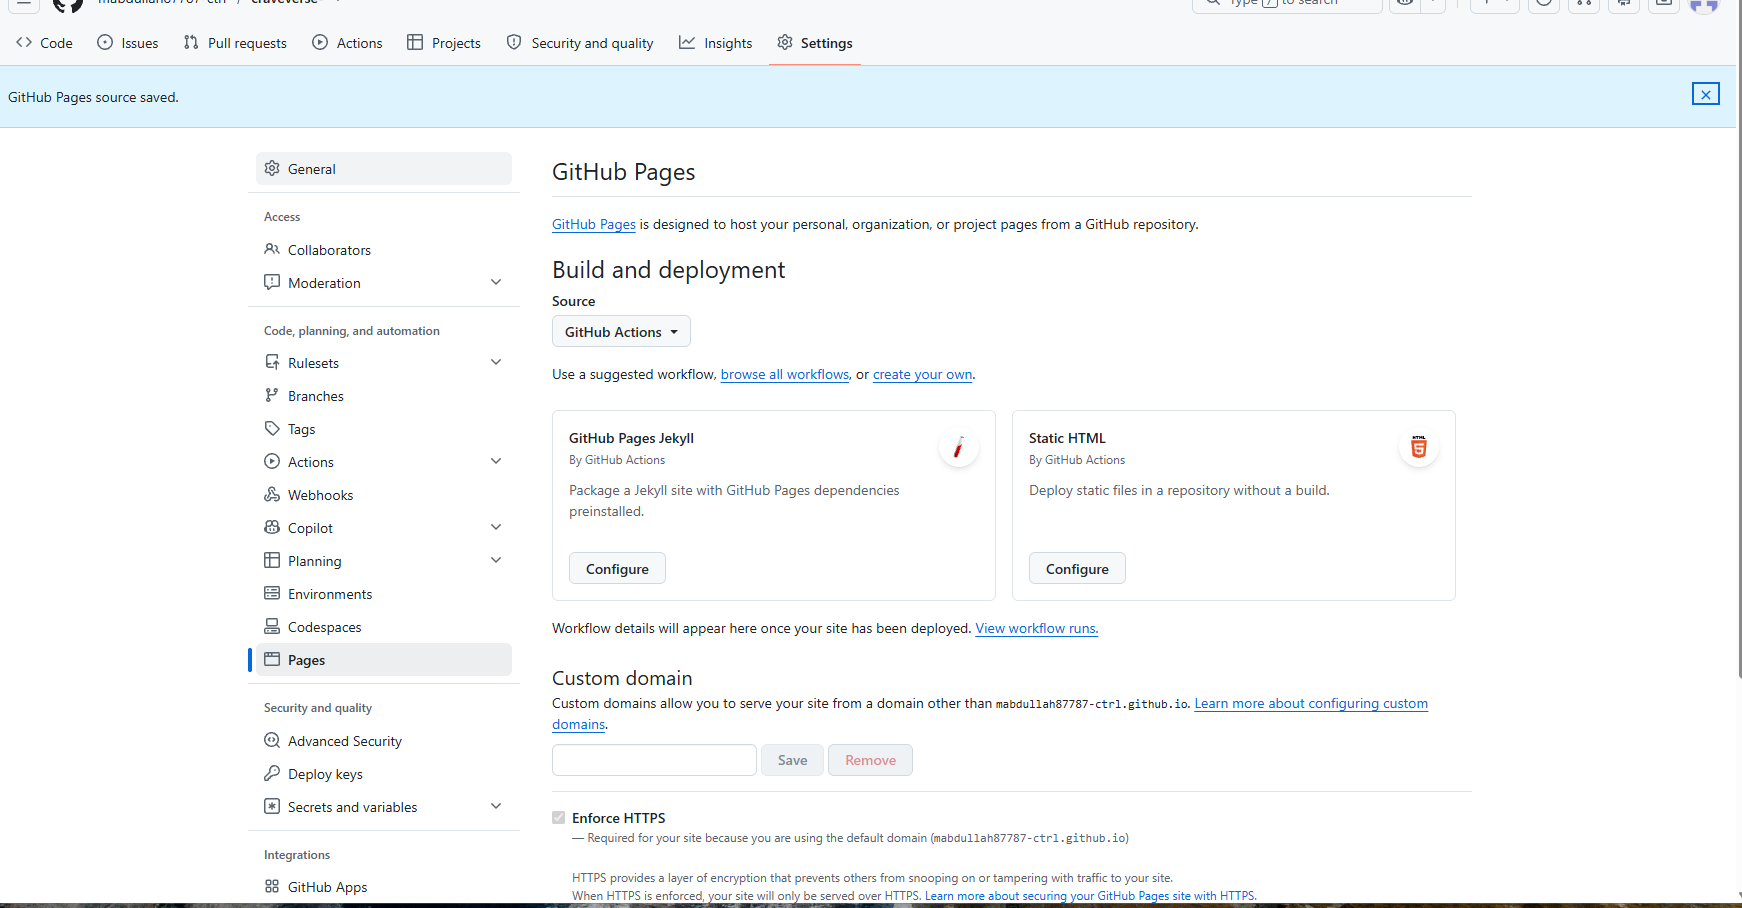 Code
Issues
Pull requests
Actions
Projects
Security and quality
Insights
Settings
GitHub Pages source saved.
General
Access
Collaborators
Moderation
Code, planning, and automation
Rulesets
Branches
Tags
Actions
Webhooks
Copilot
Planning
Environments
Codespaces
Pages
Security and quality
Advanced Security
Deploy keys
Secrets and variables
Integrations
GitHub Apps
GitHub Pages
GitHub Pages is designed to host your personal, organization, or project pages from a GitHub repository.
Build and deployment
Source
GitHub Actions
Use a suggested workflow, browse all workflows, or create your own.
GitHub Pages Jekyll
By GitHub Actions
Package a Jekyll site with GitHub Pages dependencies
preinstalled.
Configure
Static HTML
By GitHub Actions
Deploy static files in a repository without a build.
Configure
Workflow details will appear here once your site has been deployed. View workflow runs.
Custom domain
Custom domains allow you to serve your site from a domain other than mabdullah87787-ctrl.github.io. Learn more about configuring custom
domains.
Save
Remove
Enforce HTTPS
— Required for your site because you are using the default domain (mabdullah87787-ctrl.github.io)
HTTPS provides a layer of encryption that prevents others from snooping on or tampering with traffic to your site.
When HTTPS is enforced, your site will only be served over HTTPS. Learn more about securing your GitHub Pages site with HTTPS.